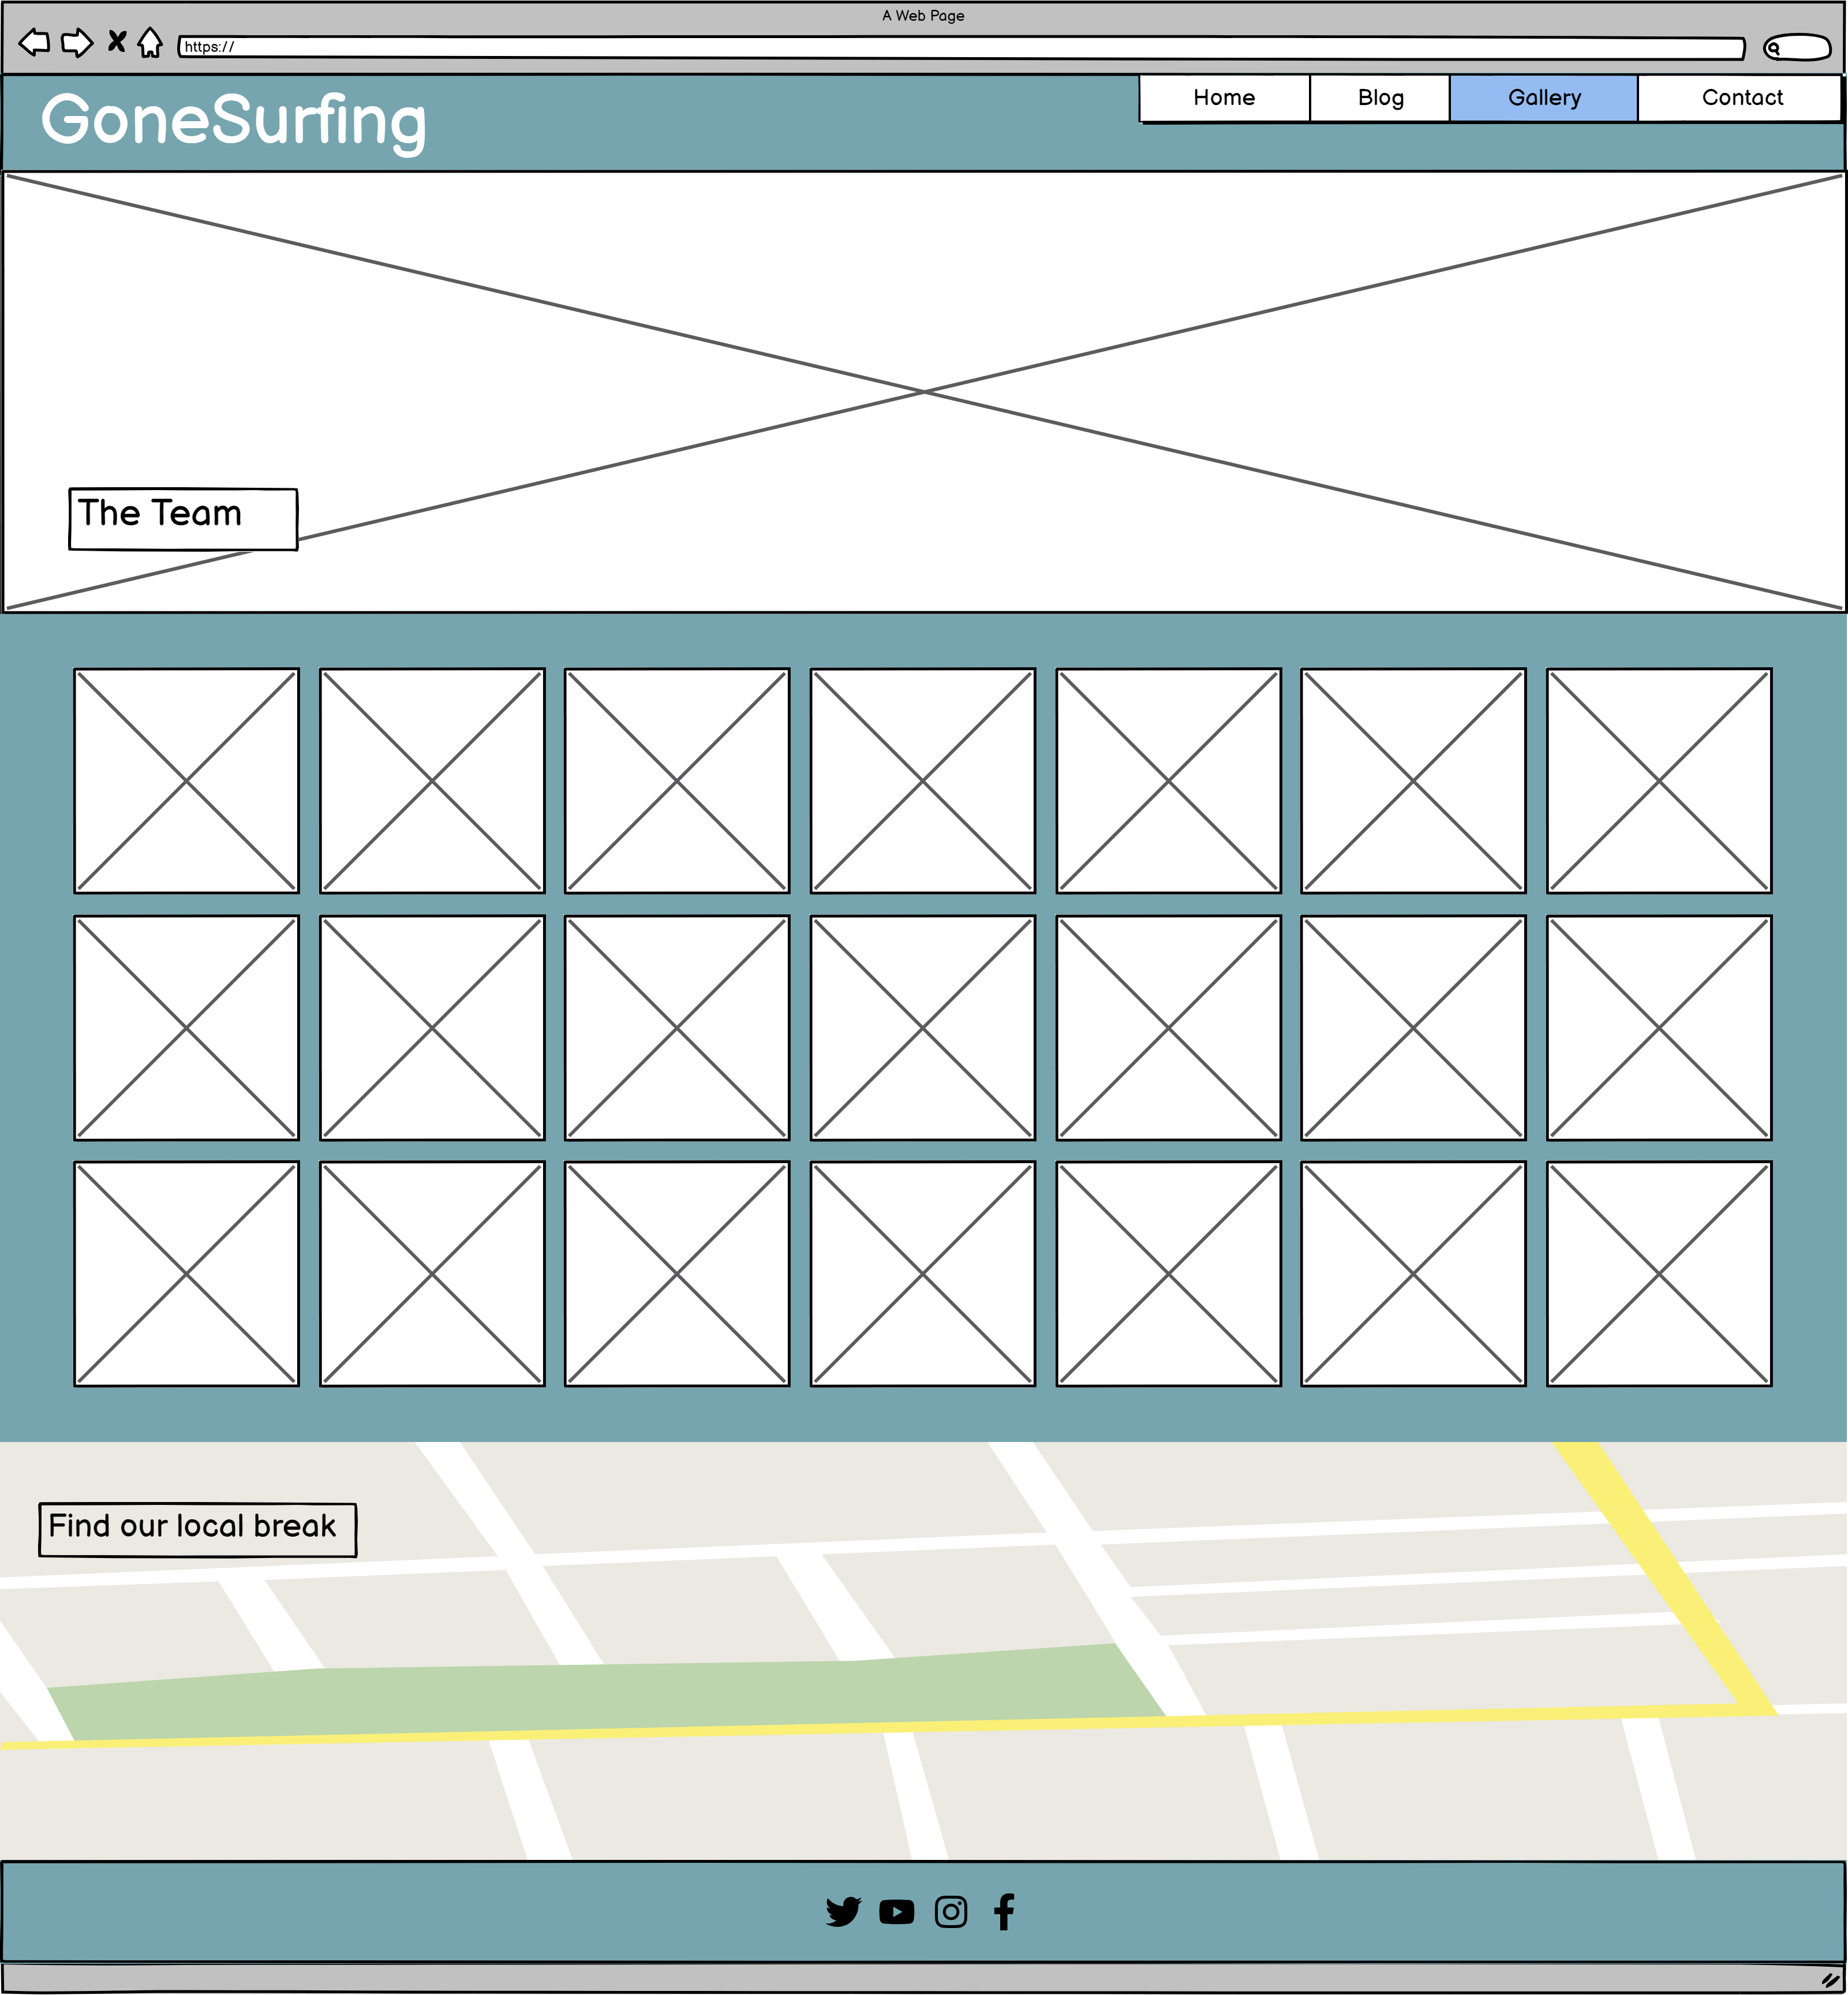 A Web Page
https://
GoneSurfing
Home
Blog
Gallery
Contact
The Team
Find our local break